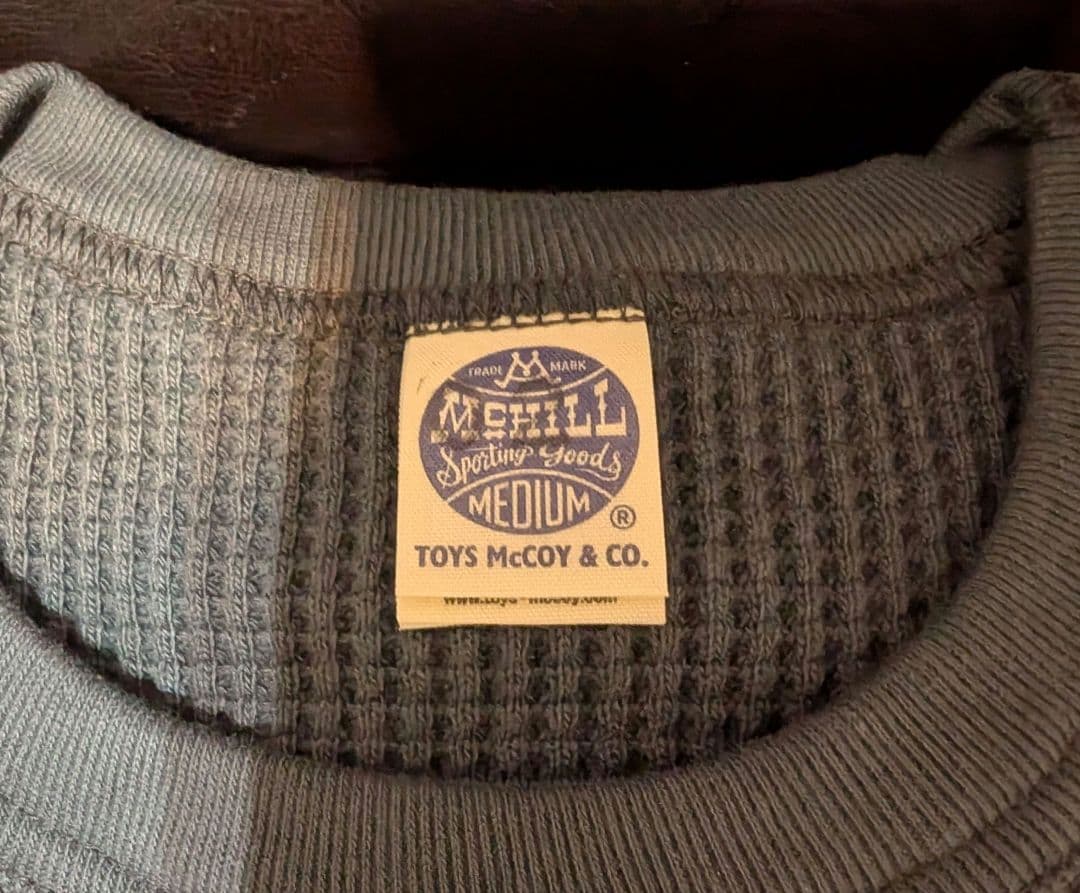 TRADE MARK
McHILL
Sporting Goods
MEDIUM
®
TOYS McCOY & CO.